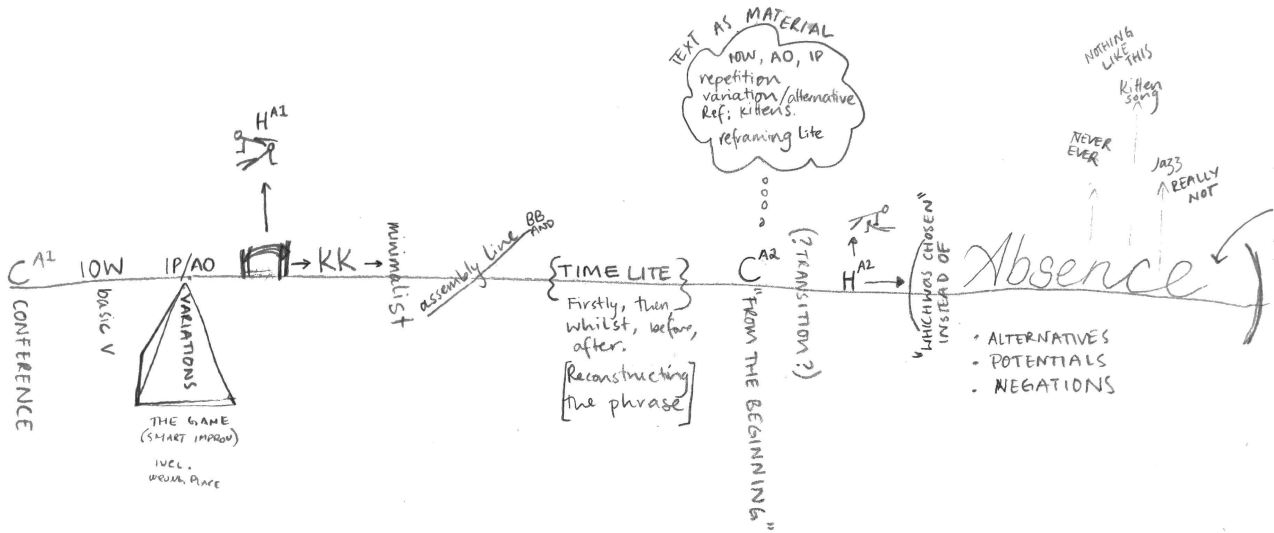 C A1
CONFERENCE
IOW
basic V
IP/AO
VARIATIONS
THE GAME
(SMART IMPROV)
INCL.
WRONG PLACE
H A1
KK
minimalist
assembly line BB
AND
{TIME LITE}
Firstly, then
whilst, before,
after.
[Reconstructing
the phrase]
TEXT AS MATERIAL
IOW, AO, IP
repetition
variation/alternative
Ref: kittens.
reframing lite
C A2
"FROM THE BEGINNING"
(?TRANSITION?)
H A2
"WHICH WAS CHOSEN"
"INSTEAD OF
Absence
NEVER
EVER
NOTHING
LIKE THIS
Kitten
song
Jazz
REALLY
NOT
• ALTERNATIVES
• POTENTIALS
• NEGATIONS